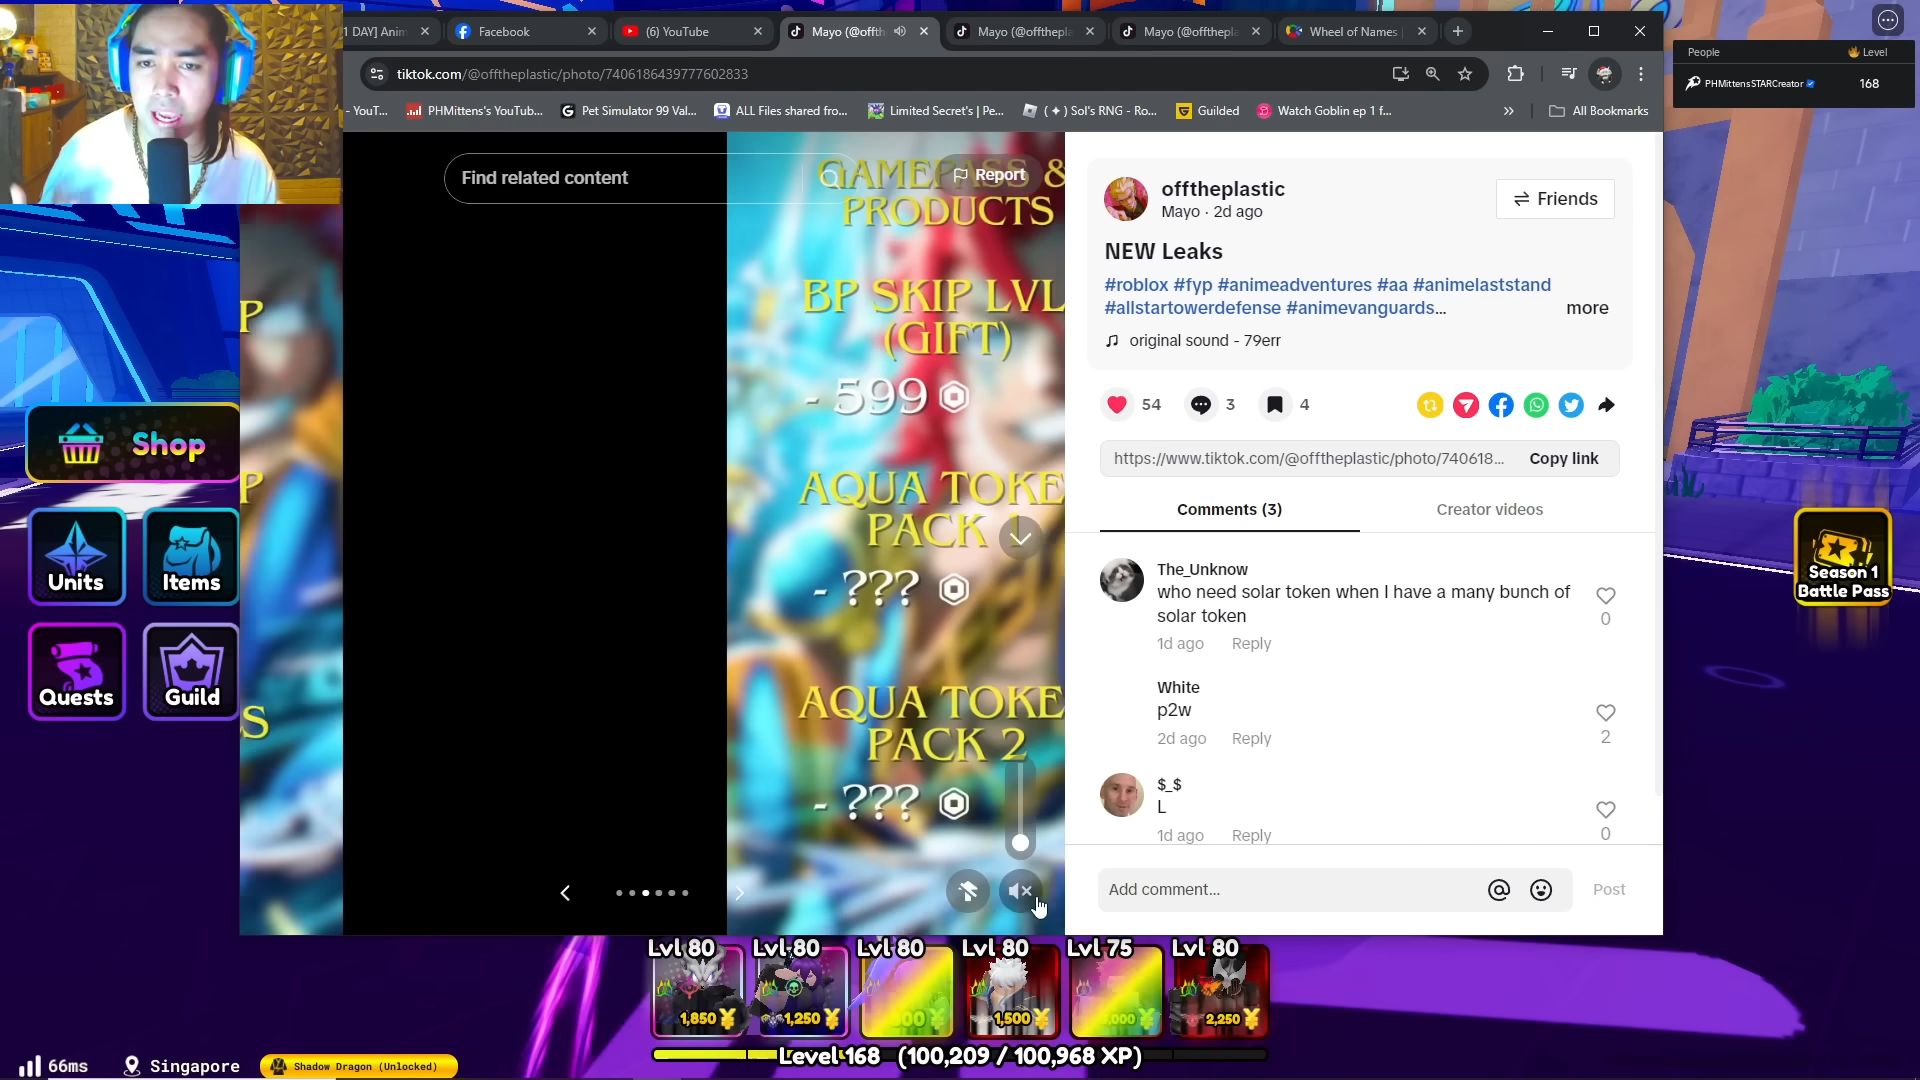 1 DAY] Anim
Facebook
(6) YouTube
Mayo (@offth
Mayo (@offthepla
Mayo (@offthepla
Wheel of Names
tiktok.com/@offtheplastic/photo/7406186439777602833
- YouT...
PHMittens's YouTub...
Pet Simulator 99 Val...
ALL Files shared fro...
Limited Secret's | Pe...
( ✦ ) Sol's RNG - Ro...
Guilded
Watch Goblin ep 1 f...
»
All Bookmarks
People
Level
PHMittensSTARCreator
168
Find related content
Report
GAMEPASS &
PRODUCTS
BP SKIP LVL
(GIFT)
- 599
AQUA TOKE
PACK 1
- ???
AQUA TOKE
PACK 2
- ???
P
P
S
offtheplastic
Mayo · 2d ago
Friends
NEW Leaks
#roblox #fyp #animeadventures #aa #animelaststand
#allstartowerdefense #animevanguards...
more
original sound - 79err
54
3
4
https://www.tiktok.com/@offtheplastic/photo/740618...
Copy link
Comments (3)
Creator videos
The_Unknow
who need solar token when I have a many bunch of
solar token
0
1d ago Reply
White
p2w
2
2d ago Reply
$_$
L
0
1d ago Reply
Add comment...
Post
Shop
Units
Items
Quests
Guild
Season 1
Battle Pass
Lvl 80
Lvl 80
Lvl 80
Lvl 80
Lvl 75
Lvl 80
1,850¥
1,250¥
1,500¥
2,250¥
Level 168 (100,209 / 100,968 XP)
66ms
Singapore
Shadow Dragon (Unlocked)